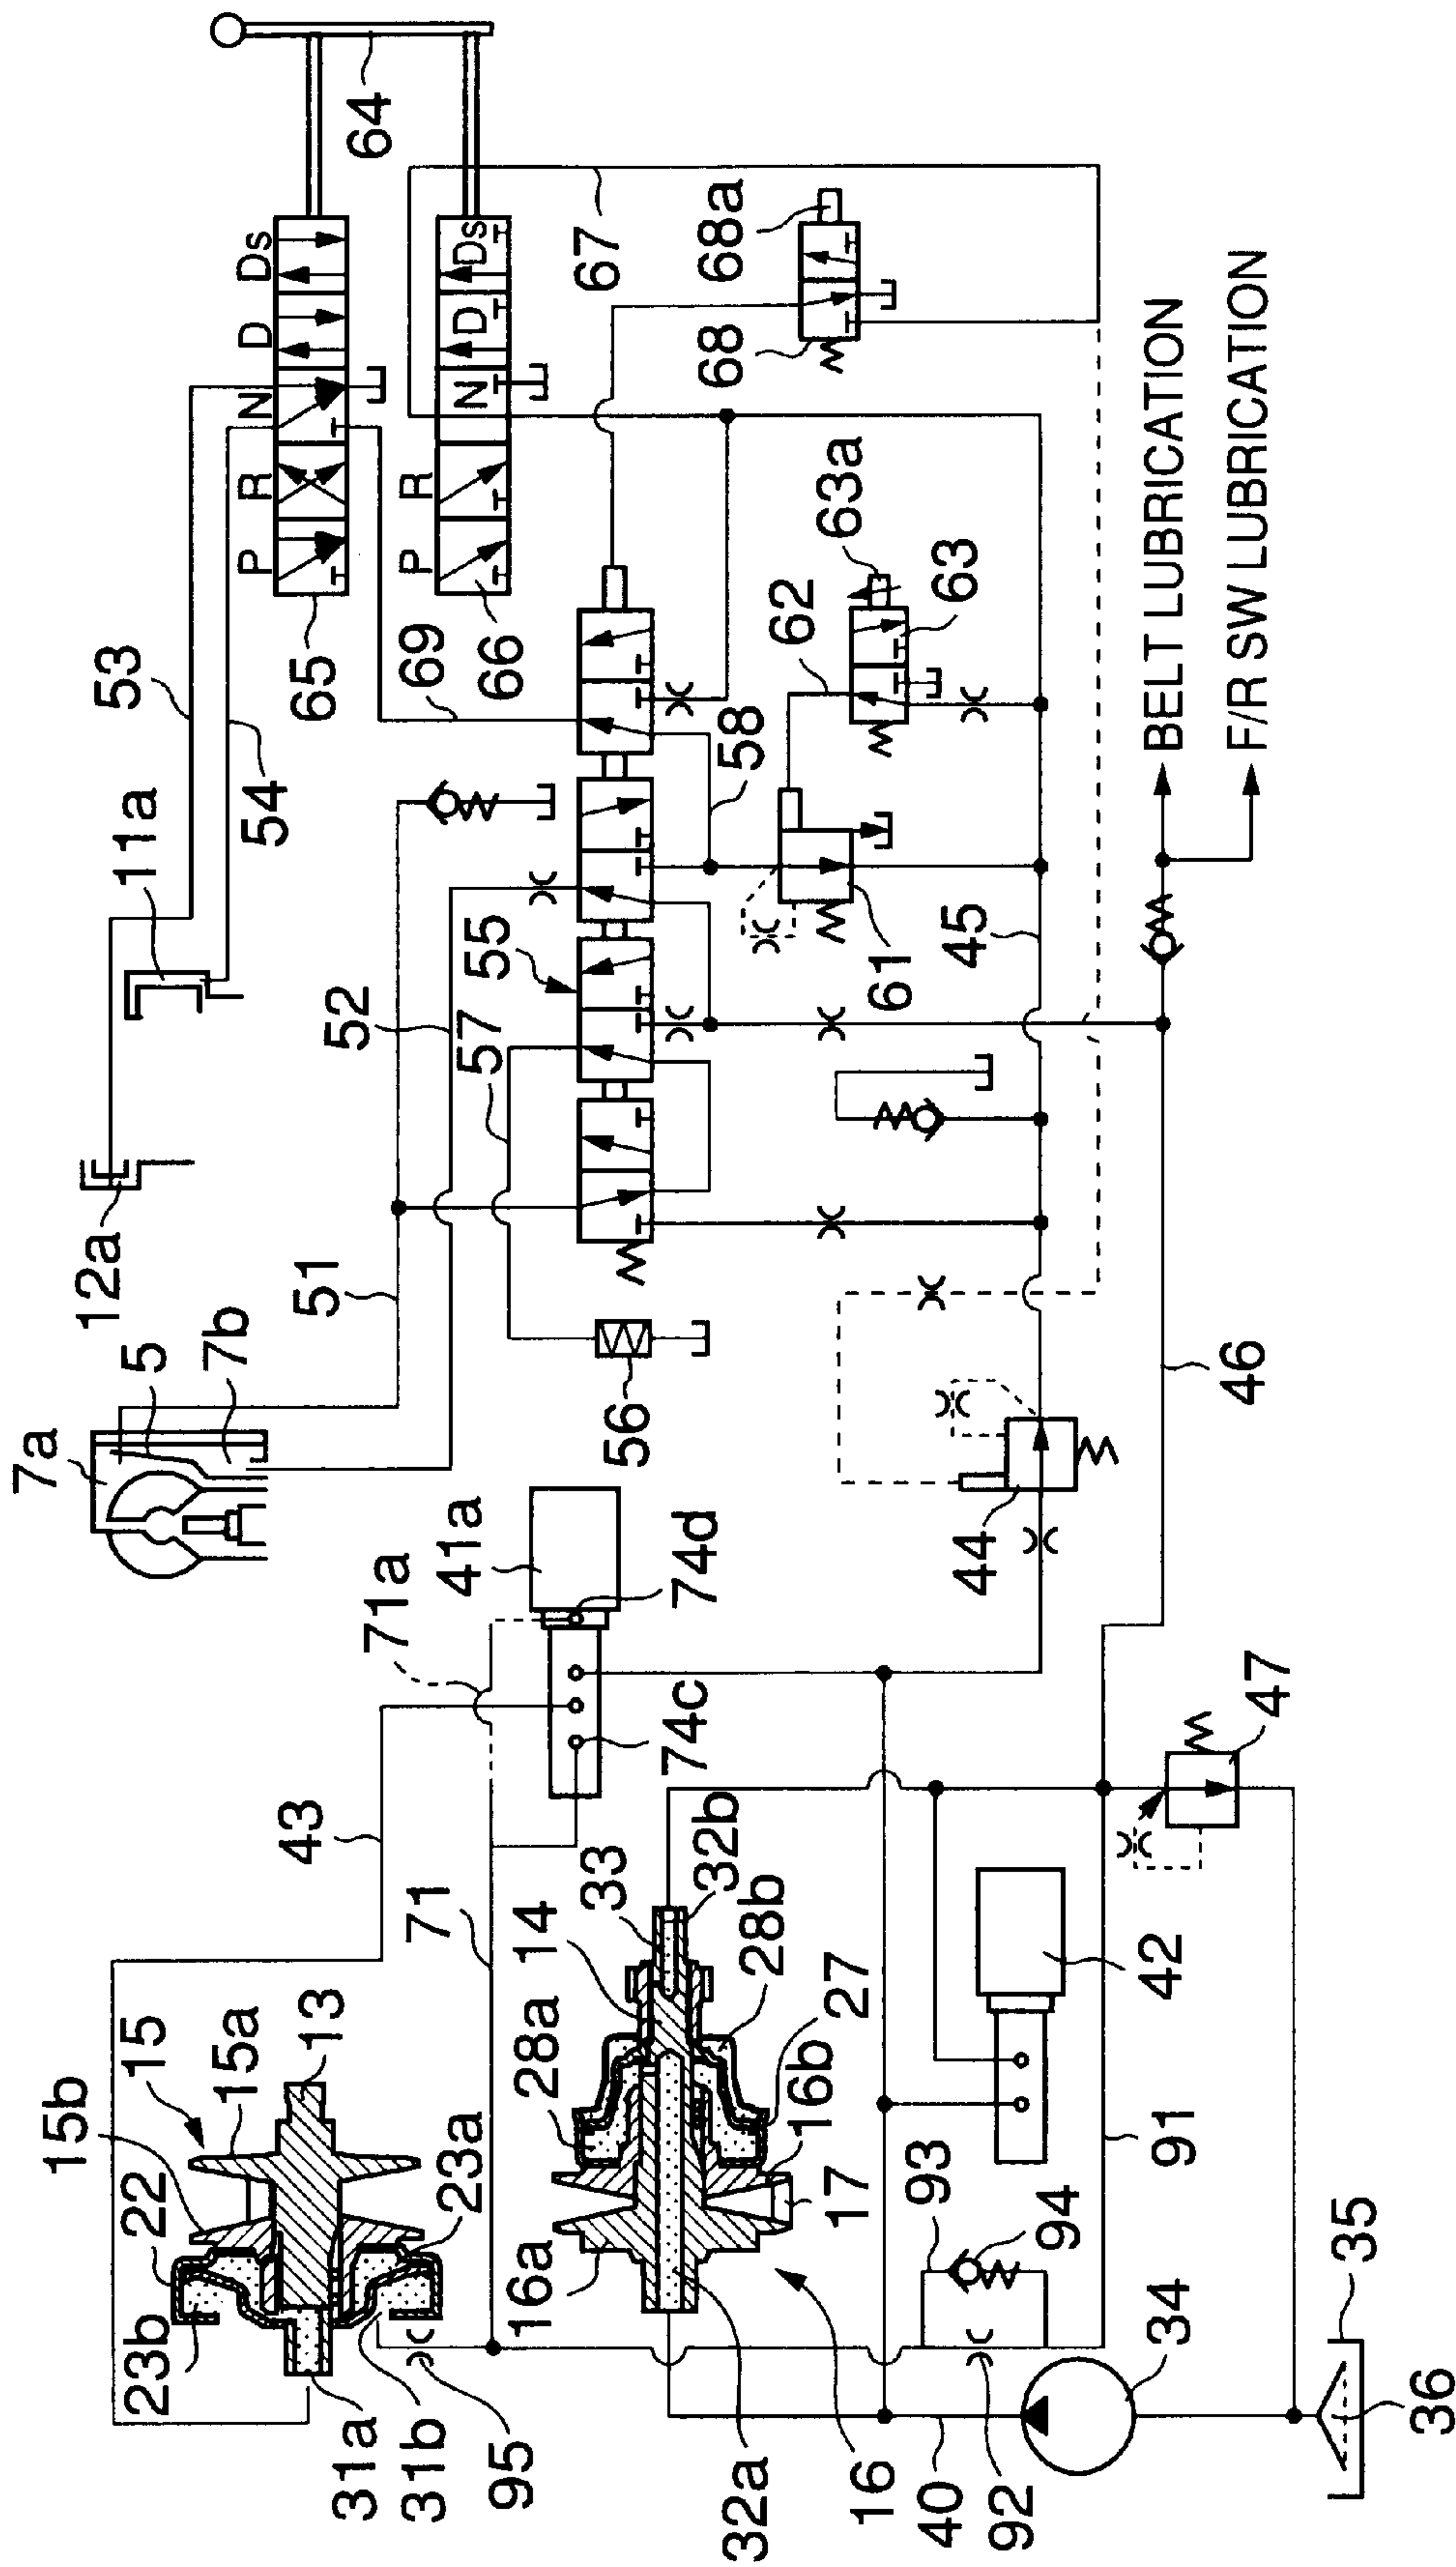 7a
5
7b
12a
11a
53
54
51
52
57
55
56
69
65
66
P R N D Ds
P R N D Ds
64
67
68
68a
58
62
63a
63
61
45
44
46
BELT LUBRICATION
F/R SW LUBRICATION
43
71a
41a
74d
74c
71
15b
15
15a
13
22
23b
23a
31a
31b
95
33
14
32b
28a
28b
27
16b
16a
17
32a
16
40
42
47
91
93
94
92
34
35
36